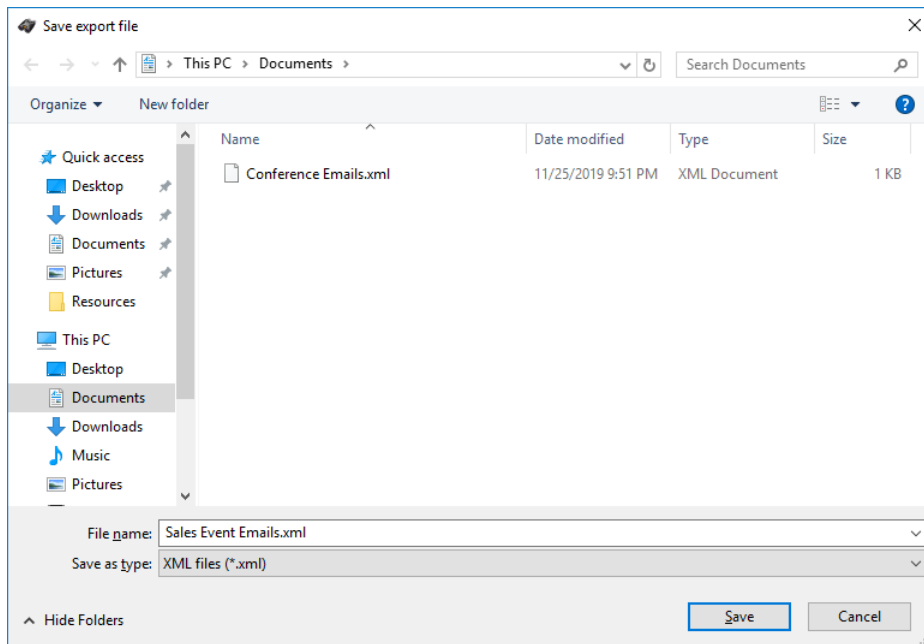 Save export file
This PC > Documents >
Search Documents
Organize
New folder
?
Name
Date modified
Type
Size
Quick access
Desktop
Downloads
Documents
Pictures
Resources
This PC
Desktop
Documents
Downloads
Music
Pictures
Conference Emails.xml
11/25/2019 9:51 PM
XML Document
1 KB
File name: Sales Event Emails.xml
Save as type: XML files (*.xml)
Hide Folders
Save
Cancel